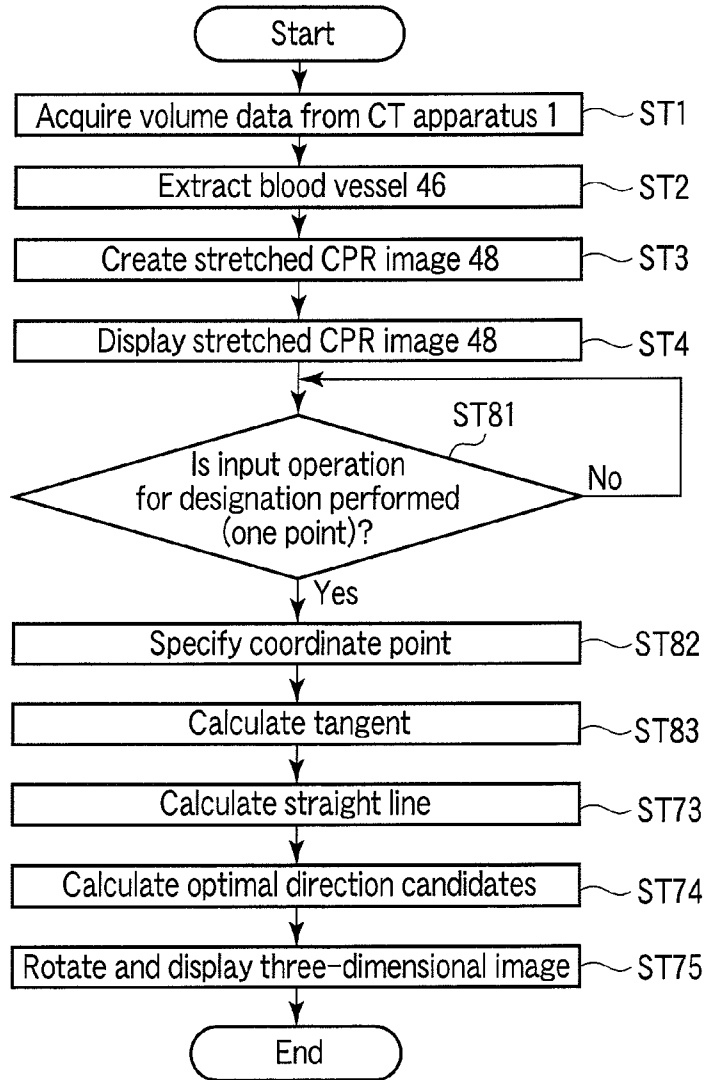 Start
Acquire volume data from CT apparatus 1
ST1
Extract blood vessel 46
ST2
Create stretched CPR image 48
ST3
Display stretched CPR image 48
ST4
ST81
Is input operation
for designation performed
(one point)?
No
Yes
Specify coordinate point
ST82
Calculate tangent
ST83
Calculate straight line
ST73
Calculate optimal direction candidates
ST74
Rotate and display three-dimensional image
ST75
End